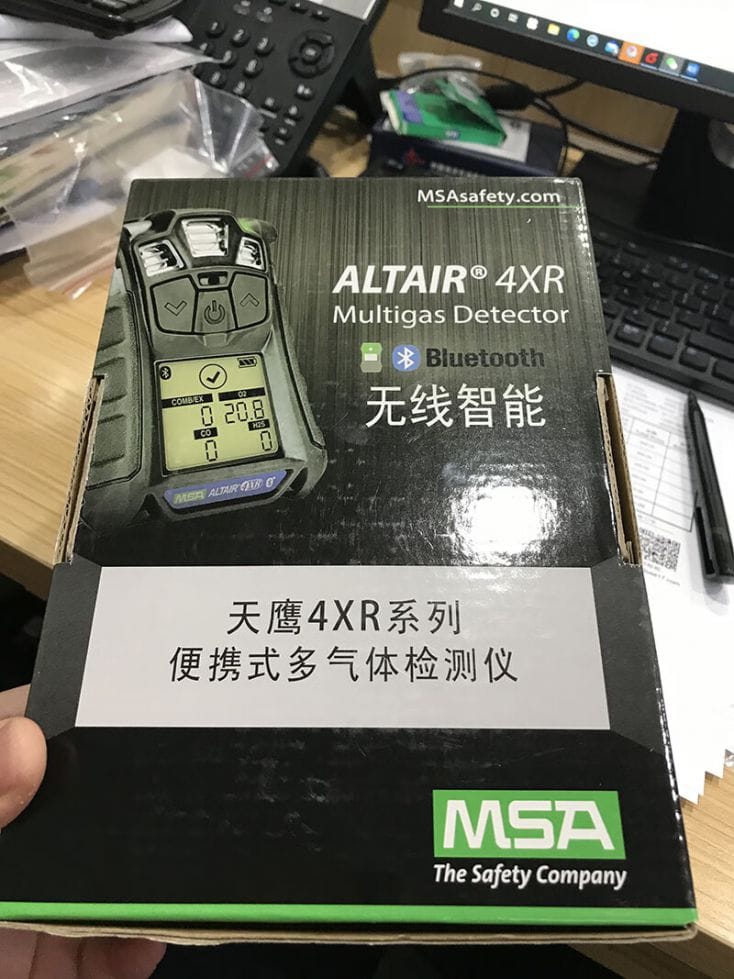 MSAsafety.com
ALTAIR® 4XR
Multigas Detector
Bluetooth
无线智能
COMB/EX O2
0 20.8
CO H2S
0 0
MSA ALTAIR 4XR
天鹰4XR系列
便携式多气体检测仪
MSA
The Safety Company